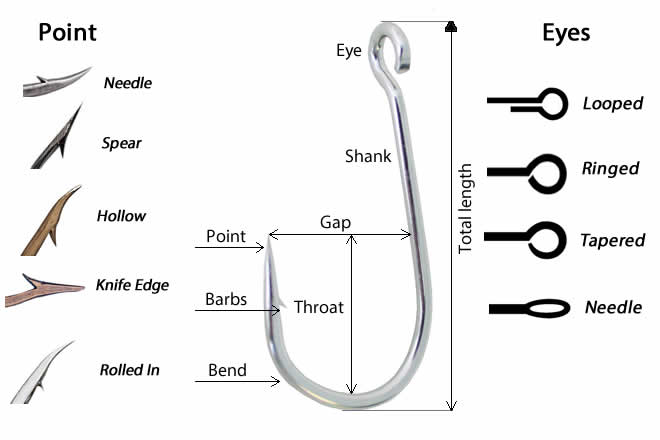 Point
Needle
Spear
Hollow
Knife Edge
Rolled In
Eye
Shank
Gap
Point
Barbs
Throat
Bend
Total length
Eyes
Looped
Ringed
Tapered
Needle